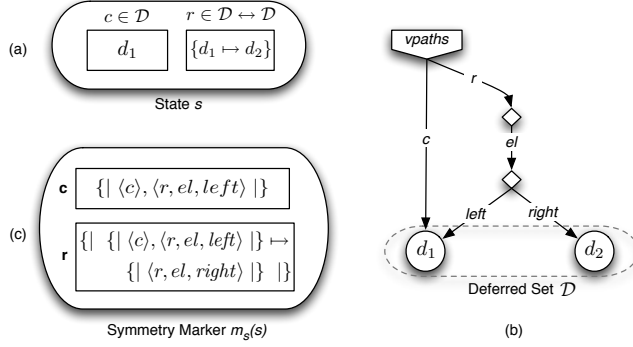 (a)
c ∈ D r ∈ D ↔ D
d₁ {d₁ ↦ d₂}
State s
(c)
c {| ⟨c⟩, ⟨r, el, left⟩ |}
r {| {| ⟨c⟩, ⟨r, el, left⟩ |} ↦
{| ⟨r, el, right⟩ |} |}
Symmetry Marker mₛ(s)
vpaths
r
c
el
left right
d₁ d₂
Deferred Set D
(b)